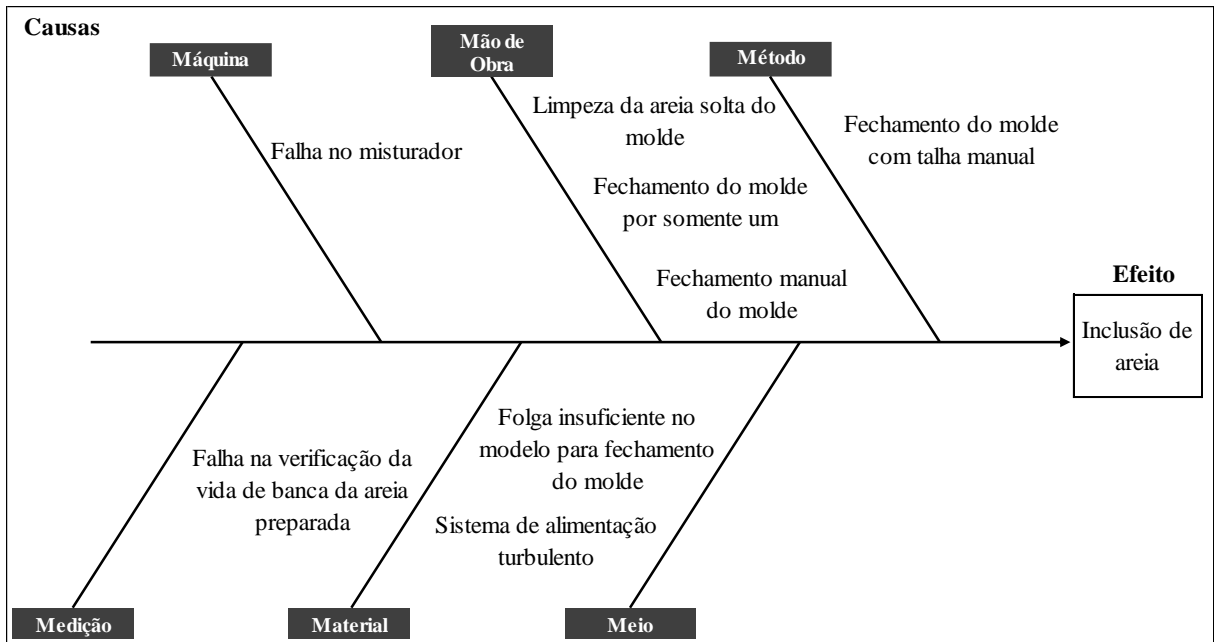 Causas
Máquina
Mão de
Obra
Método
Falha no misturador
Limpeza da areia solta do
molde
Fechamento do molde
por somente um
Fechamento manual
do molde
Fechamento do molde
com talha manual
Efeito
Inclusão de
areia
Falha na verificação da
vida de banca da areia
preparada
Folga insuficiente no
modelo para fechamento
do molde
Sistema de alimentação
turbulento
Medição
Material
Meio